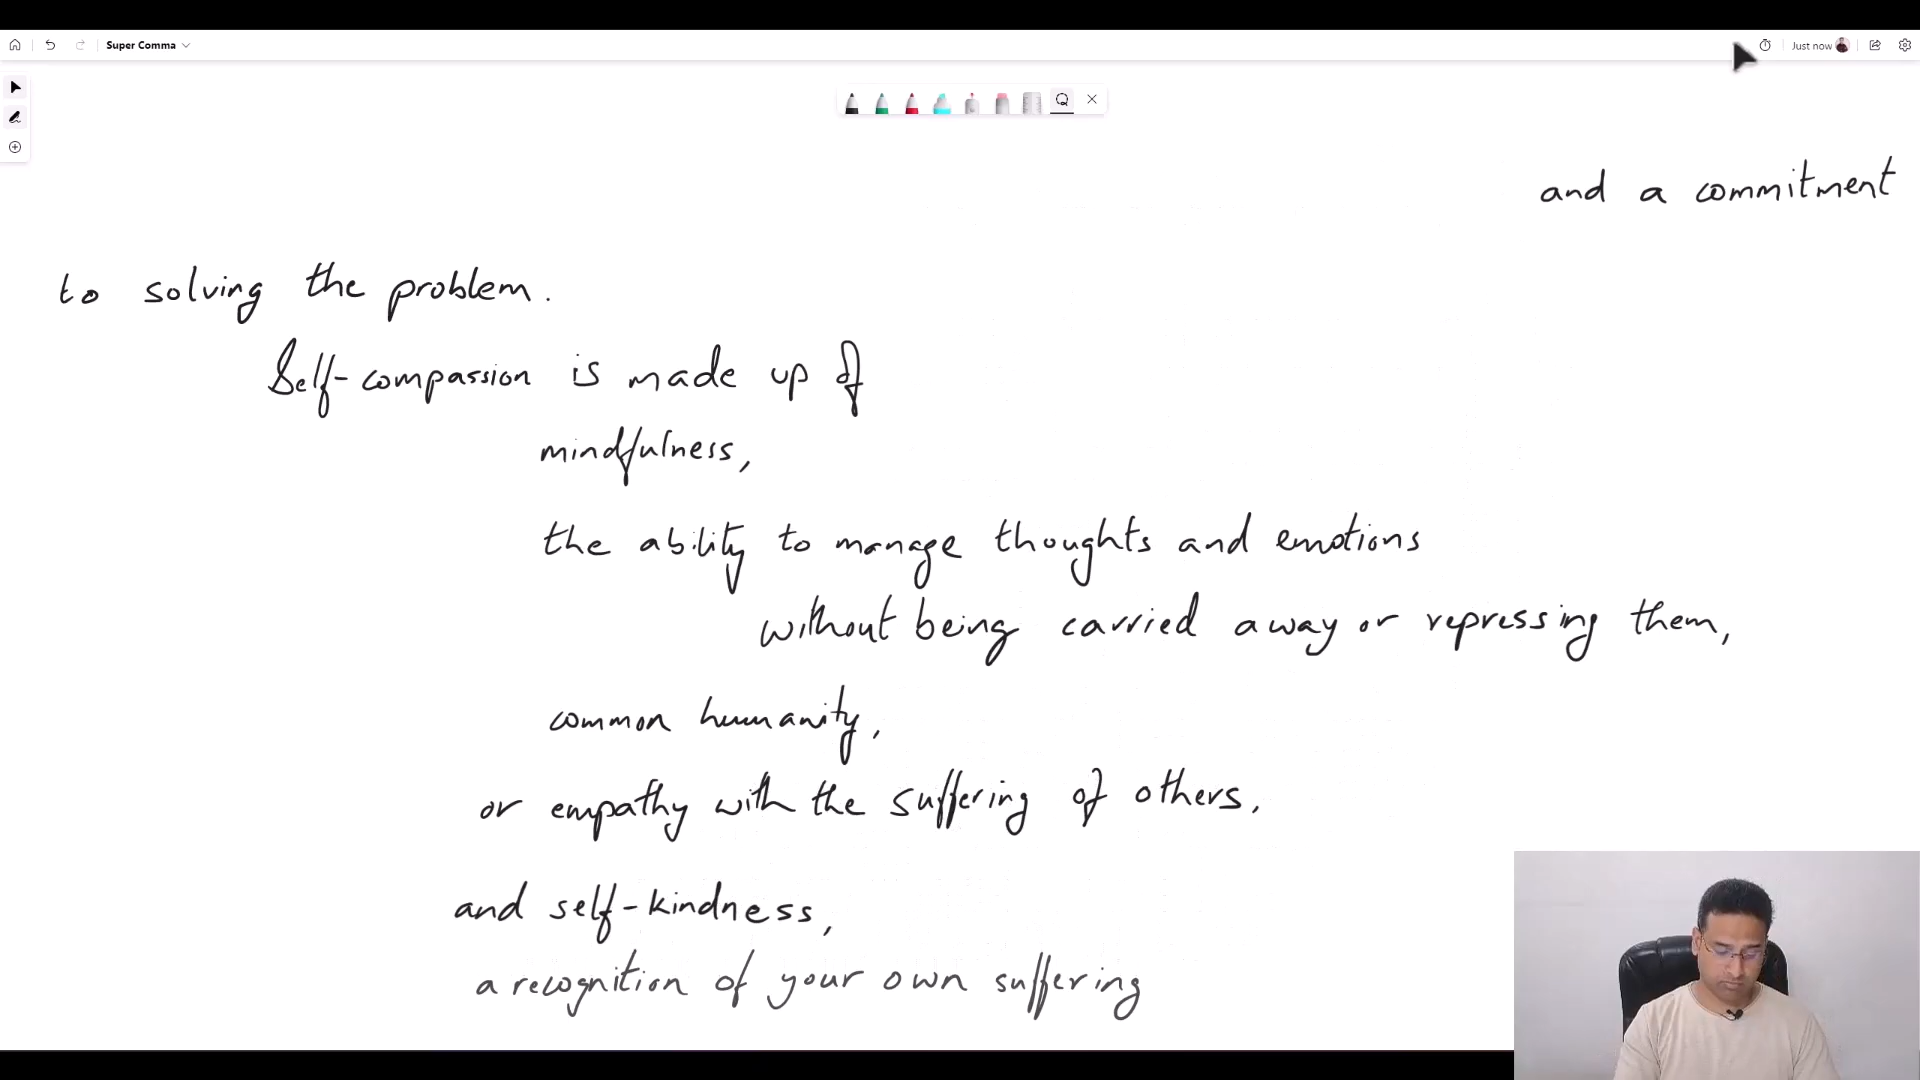 Super Comma
Just now
and a commitment
to solving the problem.
Self-compassion is made up of
mindfulness,
the ability to manage thoughts and emotions
without being carried away or repressing them,
common humanity,
or empathy with the suffering of others,
and self-kindness,
a recognition of your own suffering